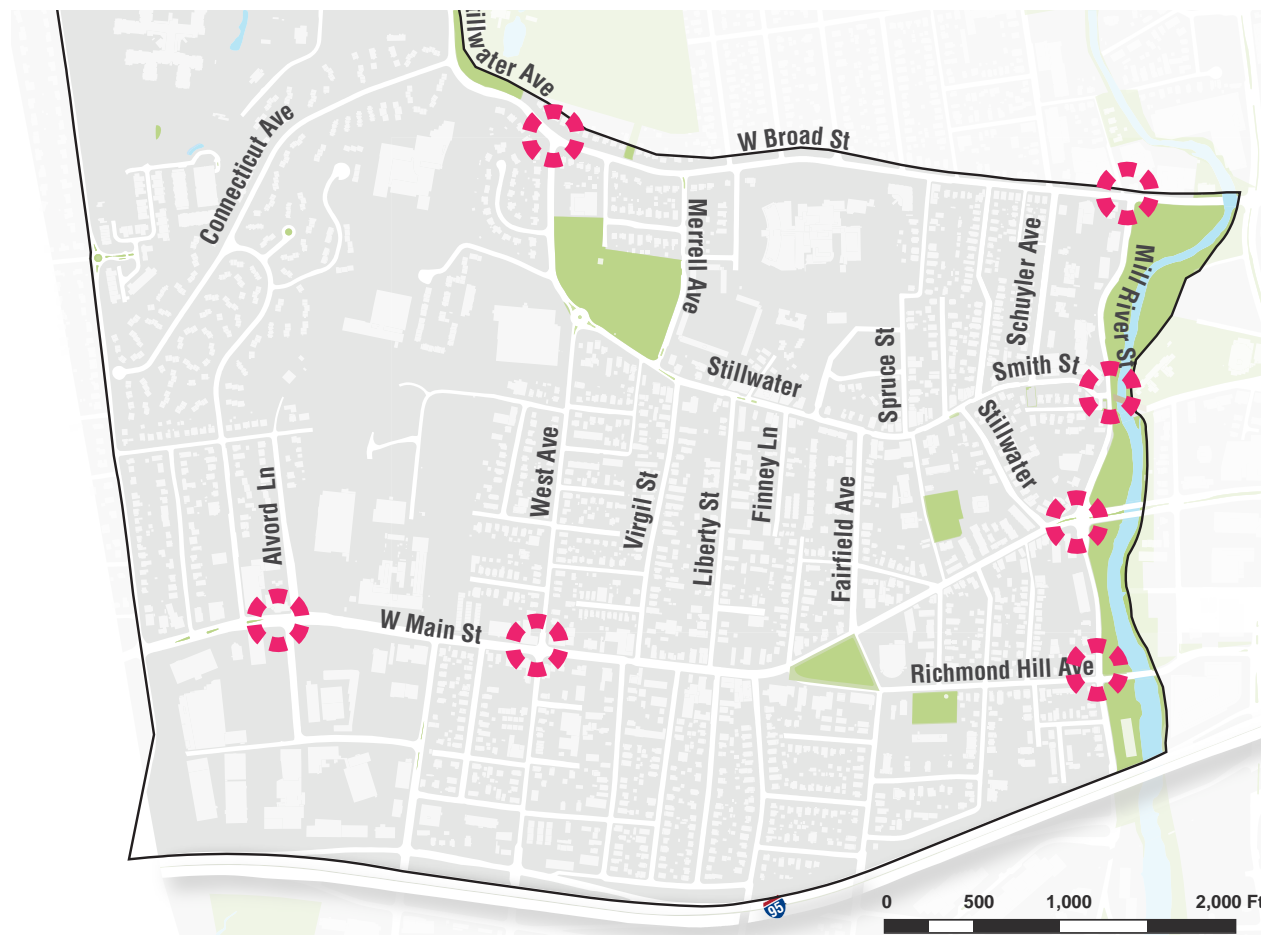 illwater Ave
W Broad St
Connecticut Ave
Merrell Ave
Schuyler Ave
Mill River St
Smith St
Spruce St
Stillwater
Stillwater
West Ave
Virgil St
Liberty St
Finney Ln
Fairfield Ave
Alvord Ln
W Main St
Richmond Hill Ave
95
0 500 1,000 2,000 Ft